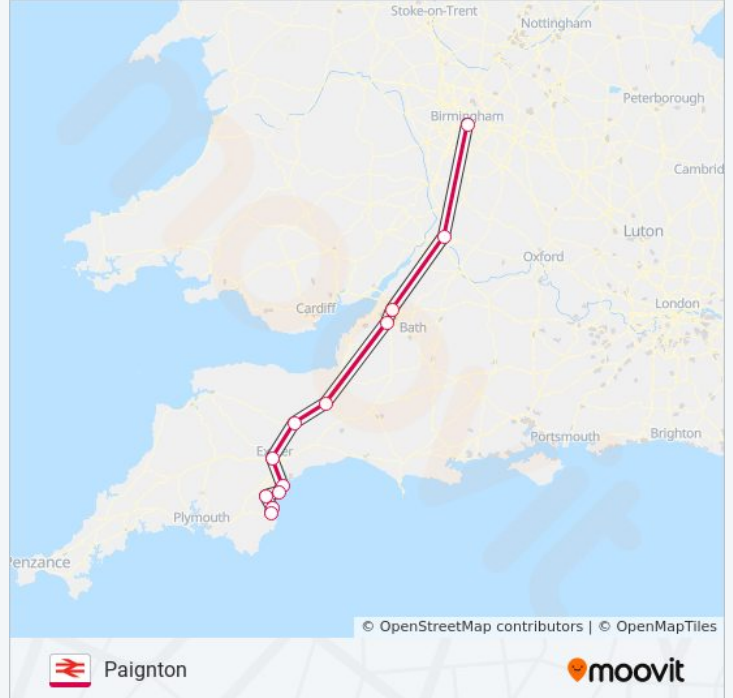 Stoke-on-Trent
Nottingham
Peterborough
Birmingham
Cambrid
Luton
Oxford
London
Cardiff
Bath
Portsmouth
Brighton
Exeter
Plymouth
Penzance
© OpenStreetMap contributors | © OpenMapTiles
Paignton
moovit